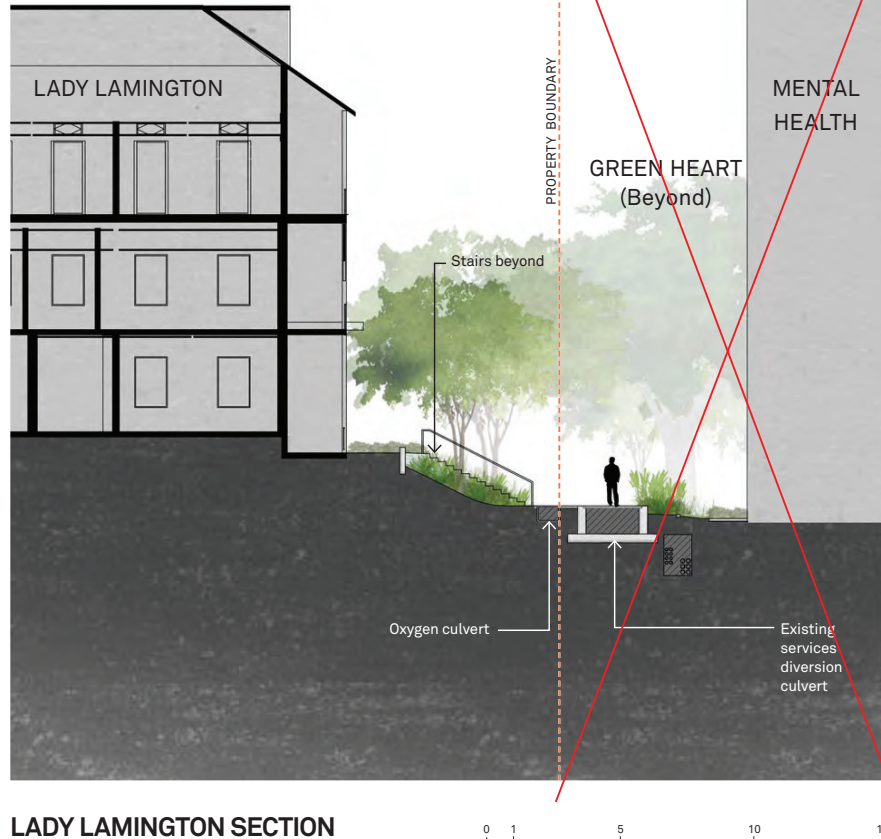 LADY LAMINGTON
PROPERTY BOUNDARY
MENTAL
HEALTH
GREEN HEART
(Beyond)
Stairs beyond
Oxygen culvert
Existing
services
diversion
culvert
LADY LAMINGTON SECTION
0 1 5 10